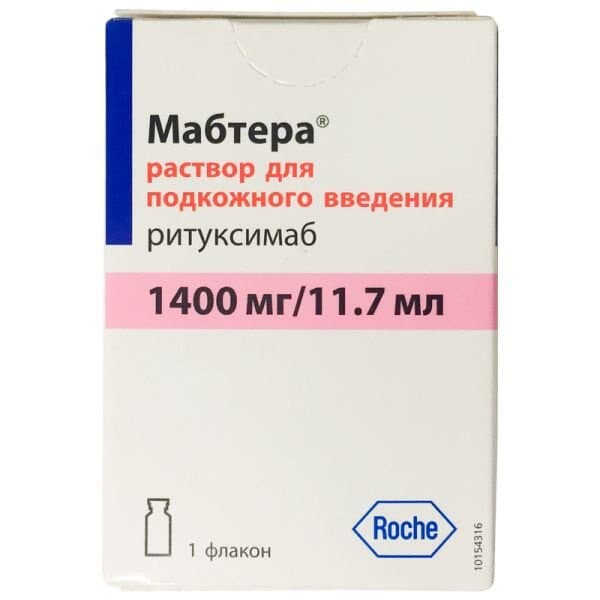 Мабтера®
раствор для
подкожного введения
ритуксимаб
1400 мг/11.7 мл
1 флакон
Roche
10154316